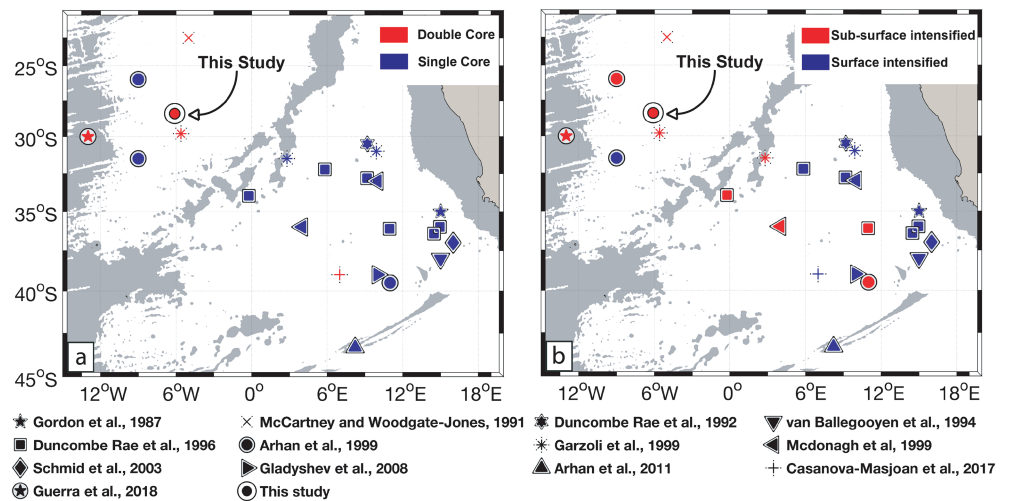 Double Core
Single Core
This Study
25°S
30°S
35°S
40°S
45°S
a
12°W
6°W
0°
6°E
12°E
18°E
Sub-surface intensified
Surface intensified
This Study
b
12°W
6°W
0°
6°E
12°E
18°E
Gordon et al., 1987
McCartney and Woodgate-Jones, 1991
Duncombe Rae et al., 1992
van Ballegooyen et al., 1994
Duncombe Rae et al., 1996
Arhan et al., 1999
Garzoli et al., 1999
Mcdonagh et al, 1999
Schmid et al., 2003
Gladyshev et al., 2008
Arhan et al., 2011
Casanova-Masjoan et al., 2017
Guerra et al., 2018
This study